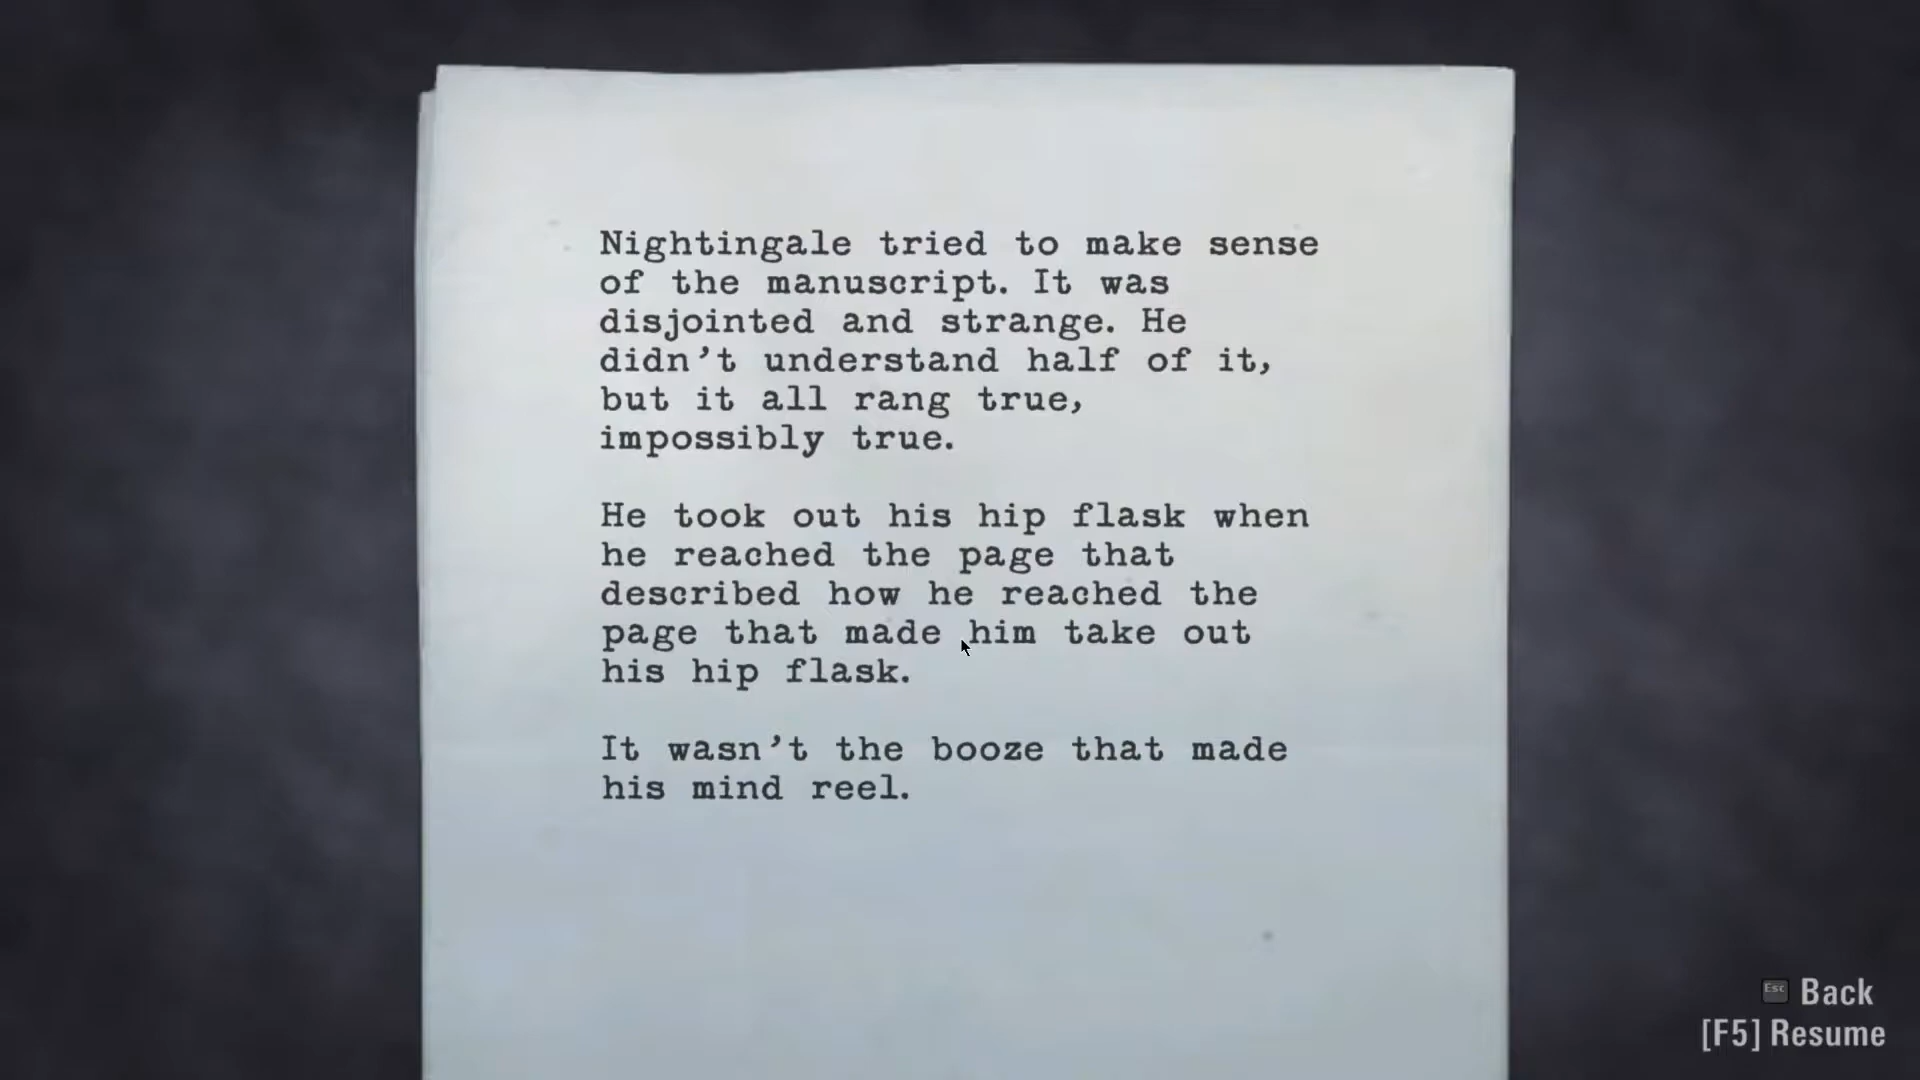 Nightingale tried to make sense
of the manuscript. It was
disjointed and strange. He
didn't understand half of it,
but it all rang true,
impossibly true.
He took out his hip flask when
he reached the page that
described how he reached the
page that made him take out
his hip flask.
It wasn't the booze that made
his mind reel.
Esc Back
[F5] Resume